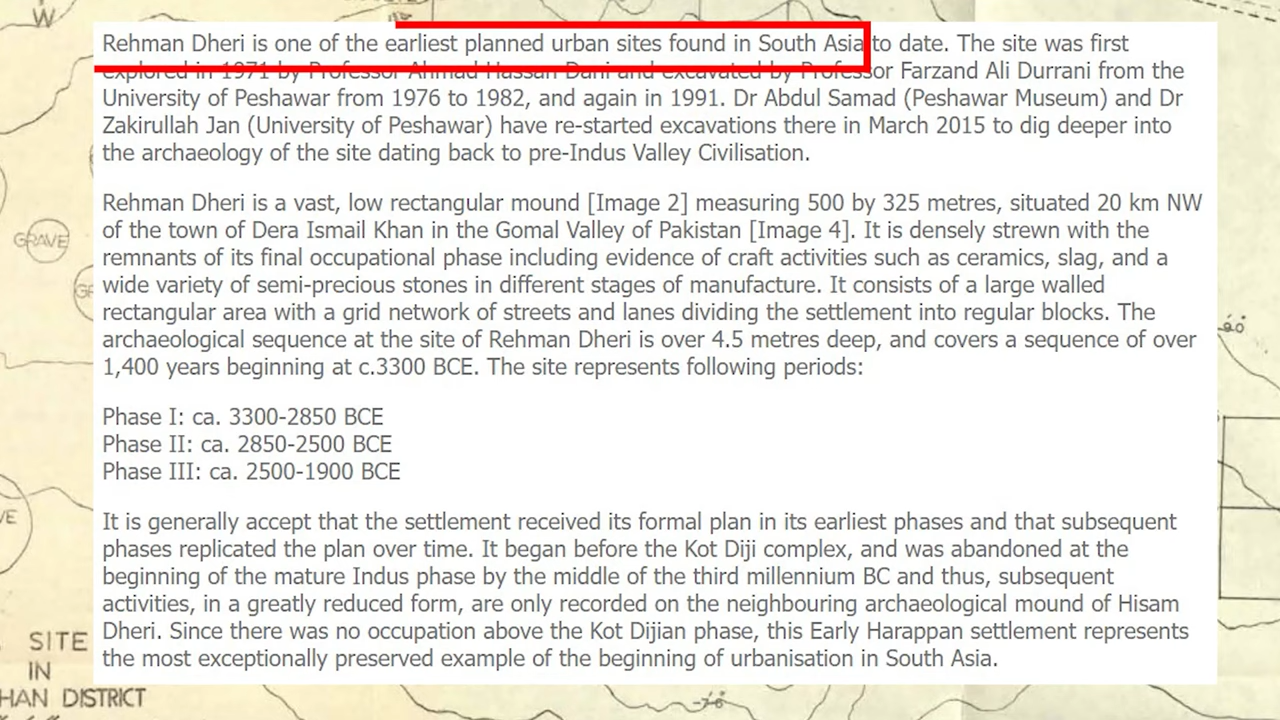 W
Rehman Dheri is one of the earliest planned urban sites found in South Asia to date. The site was first
explored in 1971 by Professor Ahmad Hassan Dani and excavated by Professor Farzand Ali Durrani from the
University of Peshawar from 1976 to 1982, and again in 1991. Dr Abdul Samad (Peshawar Museum) and Dr
Zakirullah Jan (University of Peshawar) have re-started excavations there in March 2015 to dig deeper into
the archaeology of the site dating back to pre-Indus Valley Civilisation.
Rehman Dheri is a vast, low rectangular mound [Image 2] measuring 500 by 325 metres, situated 20 km NW
of the town of Dera Ismail Khan in the Gomal Valley of Pakistan [Image 4]. It is densely strewn with the
remnants of its final occupational phase including evidence of craft activities such as ceramics, slag, and a
wide variety of semi-precious stones in different stages of manufacture. It consists of a large walled
rectangular area with a grid network of streets and lanes dividing the settlement into regular blocks. The
archaeological sequence at the site of Rehman Dheri is over 4.5 metres deep, and covers a sequence of over
1,400 years beginning at c.3300 BCE. The site represents following periods:
Phase I: ca. 3300-2850 BCE
Phase II: ca. 2850-2500 BCE
Phase III: ca. 2500-1900 BCE
It is generally accept that the settlement received its formal plan in its earliest phases and that subsequent
phases replicated the plan over time. It began before the Kot Diji complex, and was abandoned at the
beginning of the mature Indus phase by the middle of the third millennium BC and thus, subsequent
activities, in a greatly reduced form, are only recorded on the neighbouring archaeological mound of Hisam
Dheri. Since there was no occupation above the Kot Dijian phase, this Early Harappan settlement represents
the most exceptionally preserved example of the beginning of urbanisation in South Asia.
GRAVE
SITE
IN
HAN DISTRICT